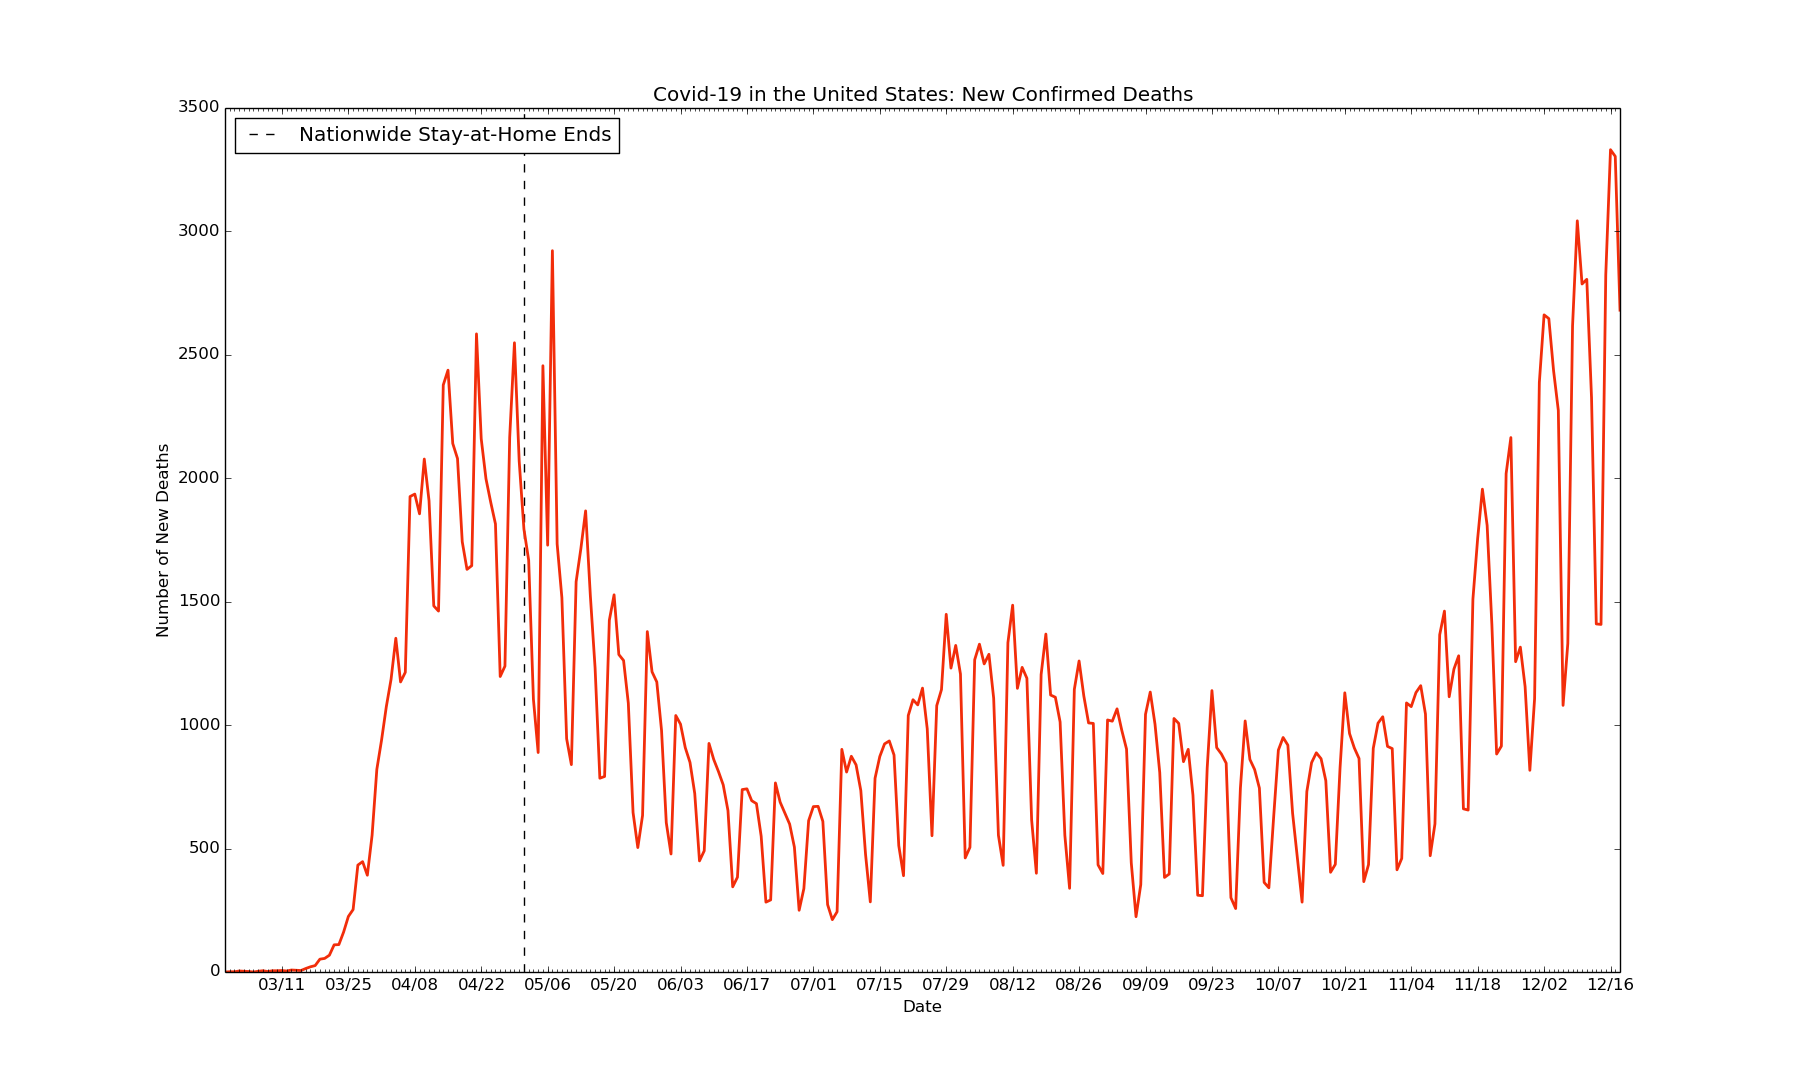 Covid-19 in the United States: New Confirmed Deaths
Nationwide Stay-at-Home Ends
3500
3000
2500
2000
1500
1000
500
0
Number of New Deaths
03/11 03/25 04/08 04/22 05/06 05/20 06/03 06/17 07/01 07/15 07/29 08/12 08/26 09/09 09/23 10/07 10/21 11/04 11/18 12/02 12/16
Date